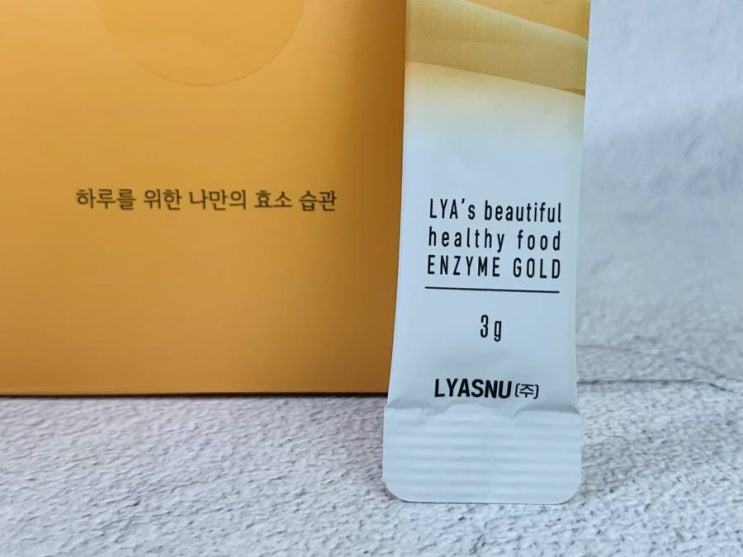 하루를 위한 나만의 효소 습관
LYA's beautiful
healthy food
ENZYME GOLD
3g
LYASNU(주)